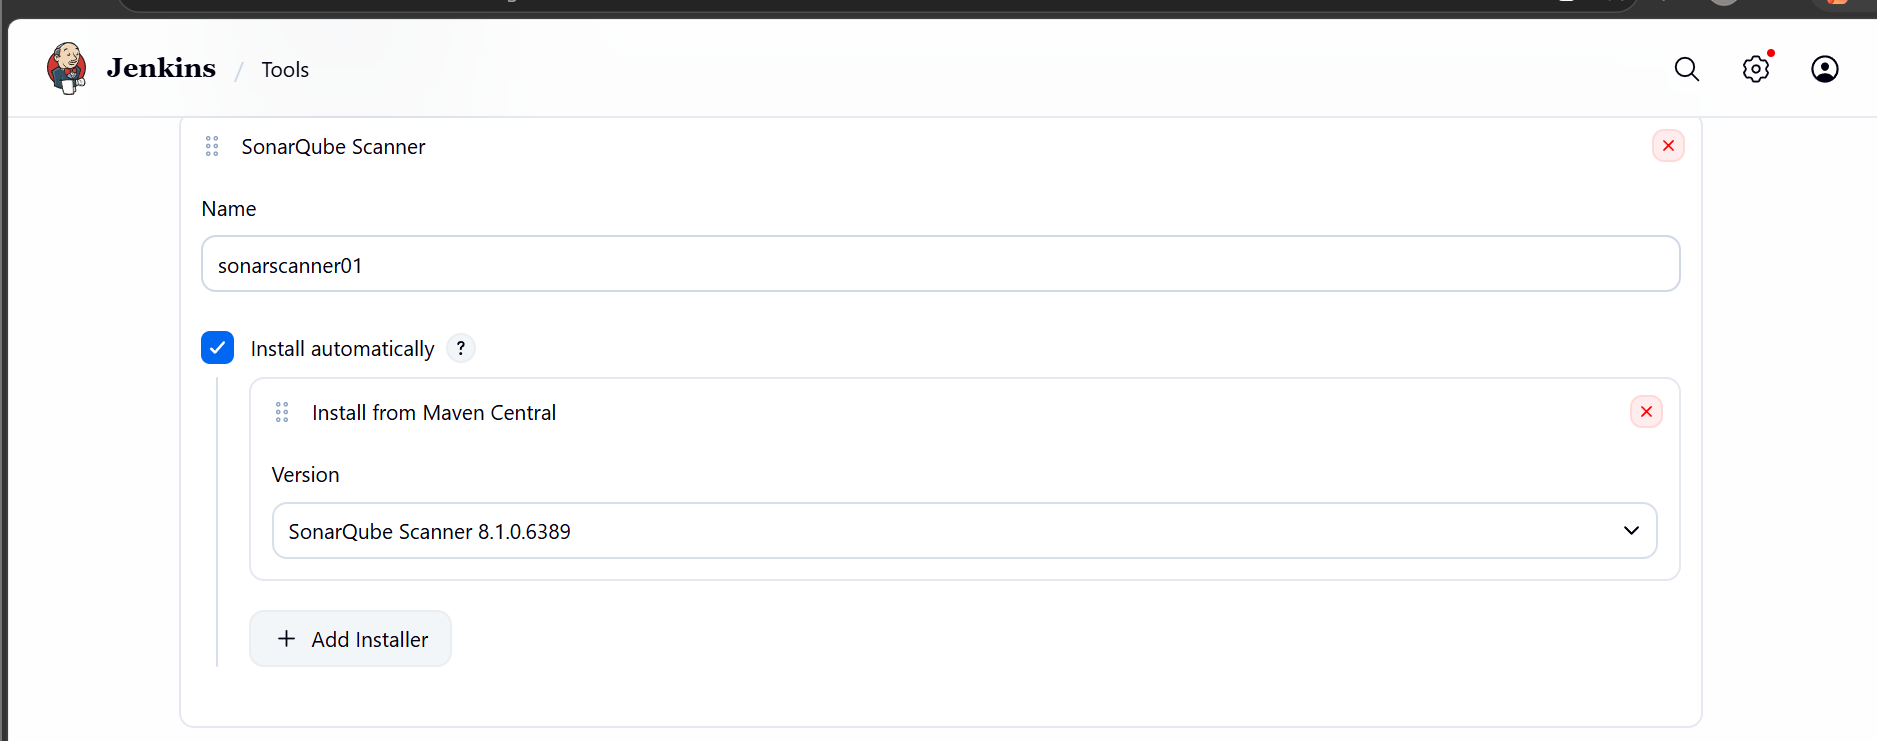 Jenkins / Tools
SonarQube Scanner
Name
sonarscanner01
Install automatically ?
Install from Maven Central
Version
SonarQube Scanner 8.1.0.6389
+ Add Installer